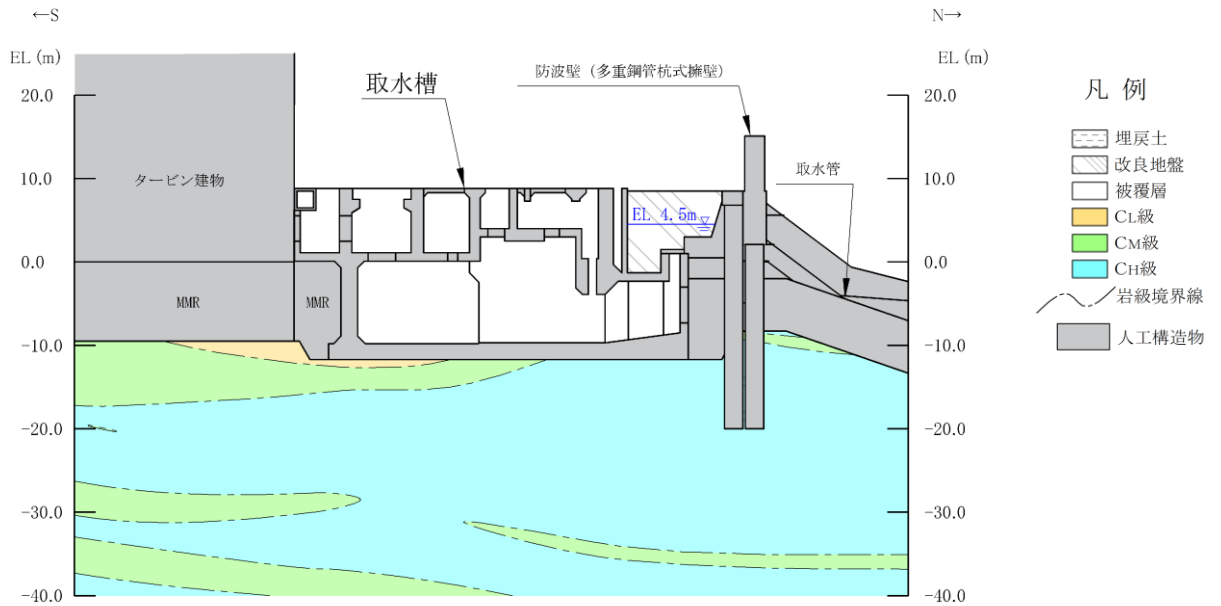 ←S
N→
EL (m)
EL (m)
防波壁 (多重鋼管杭式擁壁)
取水槽
凡 例
20.0
20.0
埋戻土
改良地盤
取水管
タービン建物
10.0
10.0
被覆層
CL級
EL 4.5m
CM級
0.0
0.0
CH級
MMR
MMR
岩級境界線
人工構造物
-10.0
-10.0
-20.0
-20.0
-30.0
-30.0
-40.0
-40.0